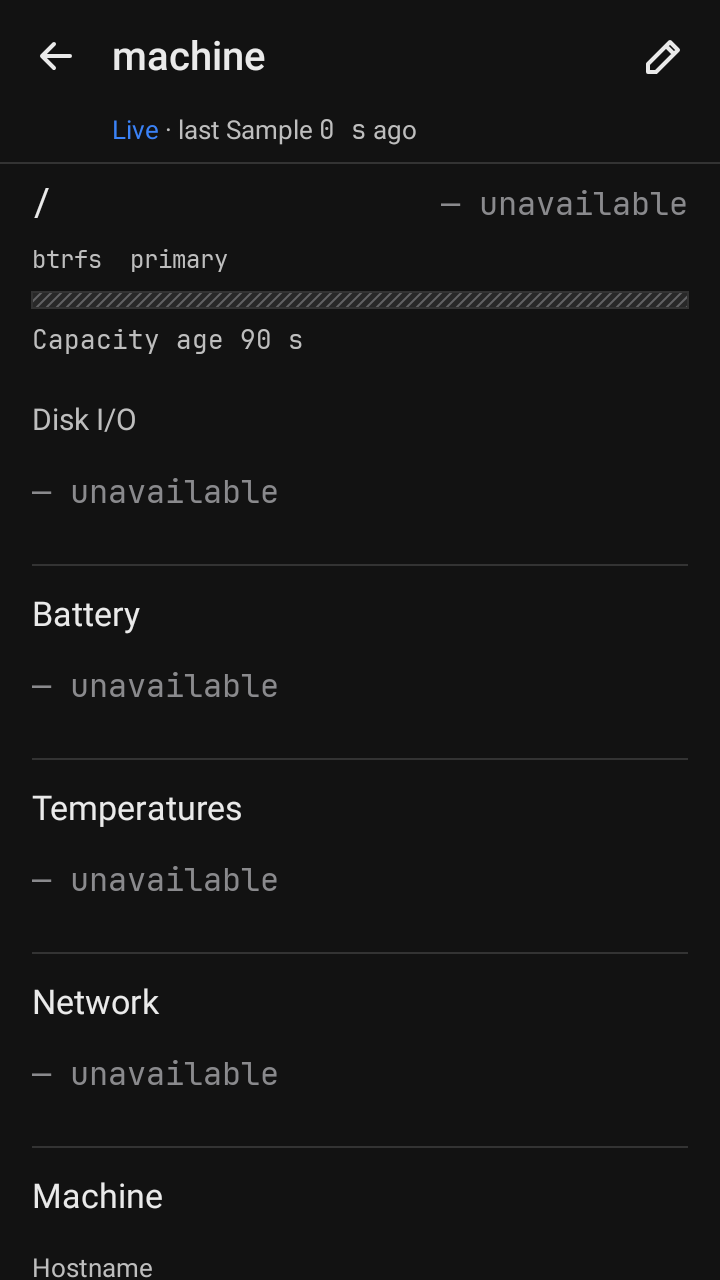 machine
Live · last Sample 0 s ago
/
— unavailable
btrfs primary
Capacity age 90 s
Disk I/O
— unavailable
Battery
— unavailable
Temperatures
— unavailable
Network
— unavailable
Machine
Hostname